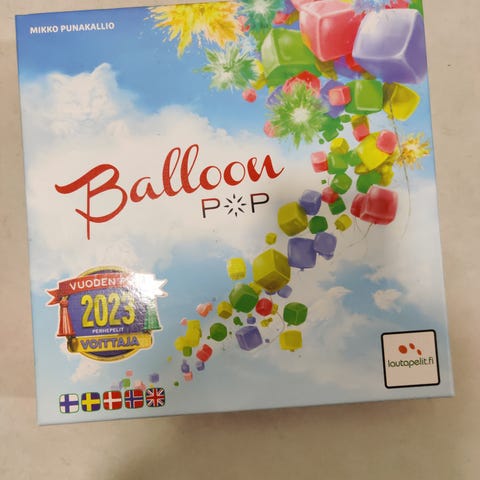 MIKKO PUNAKALLIO
Balloon
POP
VUODEN
2023
PERHEPELIT
VOITTAJA
lautapelit.fi